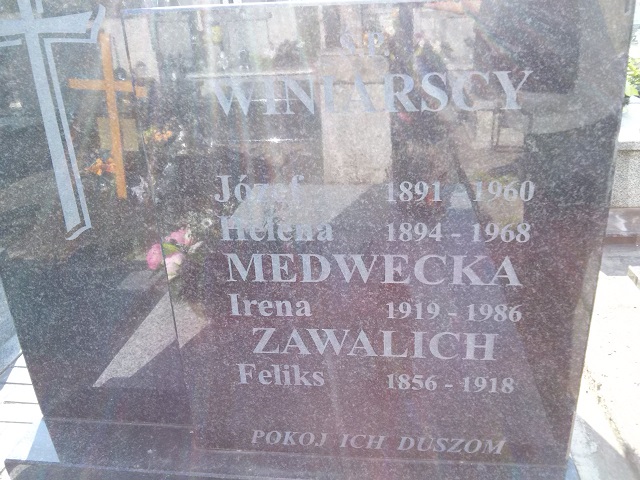 Ś.P.
WINIARSCY
Józef 1891 - 1960
Helena 1894 - 1968
MEDWECKA
Irena 1919 - 1986
ZAWALICH
Feliks 1856 - 1918
POKOJ ICH DUSZOM